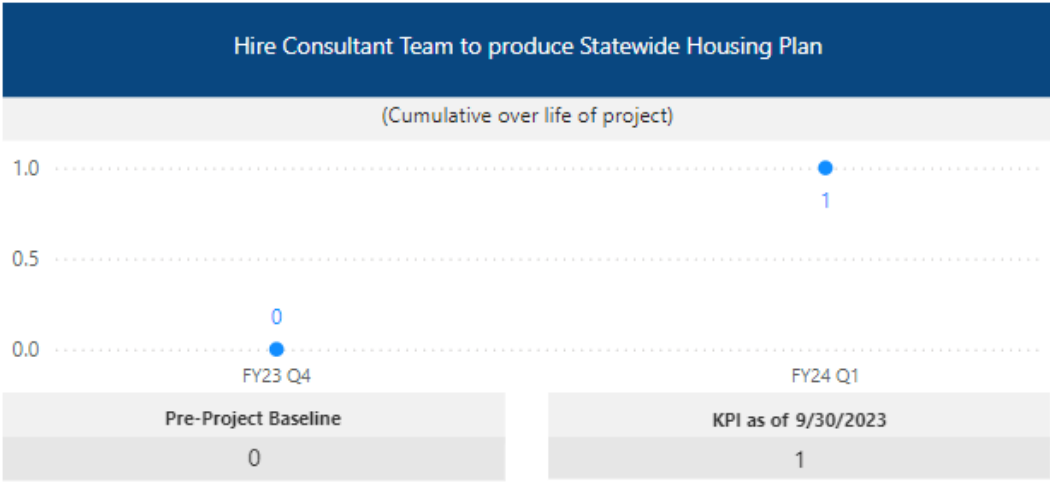 Hire Consultant Team to produce Statewide Housing Plan
(Cumulative over life of project)
1.0
1
0.5
0
0.0
FY23 Q4 FY24 Q1
Pre-Project Baseline KPI as of 9/30/2023
0 1